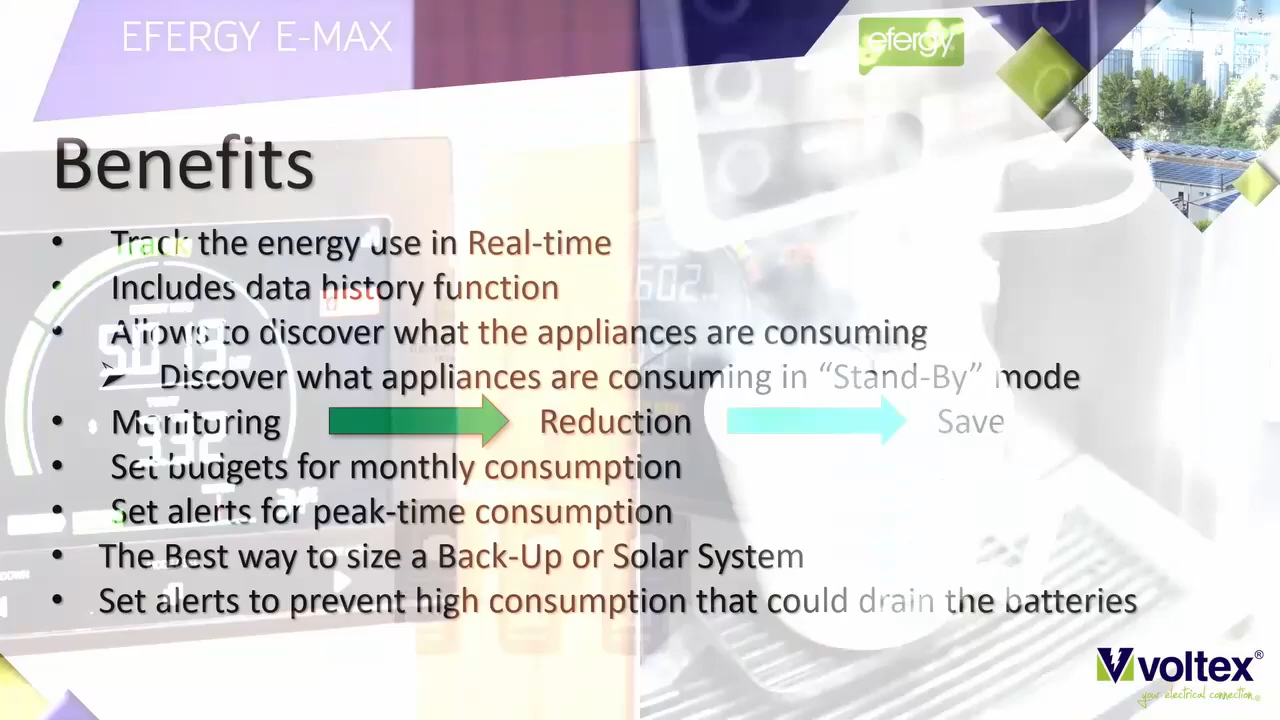 EFERGY E-MAX
efergy
Benefits
• Track the energy use in Real-time
• Includes data history function
• Allows to discover what the appliances are consuming
➢ Discover what appliances are consuming in “Stand-By” mode
• Monitoring Reduction Save
• Set budgets for monthly consumption
• Set alerts for peak-time consumption
• The Best way to size a Back-Up or Solar System
• Set alerts to prevent high consumption that could drain the batteries
voltex®
your electrical connection